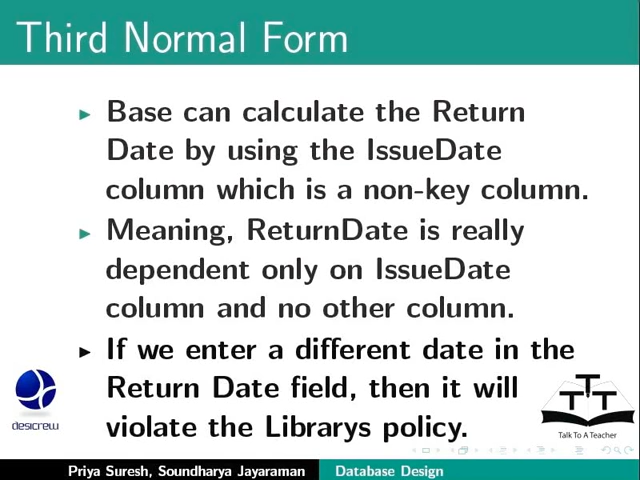 Third Normal Form
Base can calculate the Return
Date by using the IssueDate
column which is a non-key column.
Meaning, ReturnDate is really
dependent only on IssueDate
column and no other column.
If we enter a different date in the
Return Date field, then it will
violate the Librarys policy.
desicrew
T T T
Talk To A Teacher
Priya Suresh, Soundharya Jayaraman
Database Design